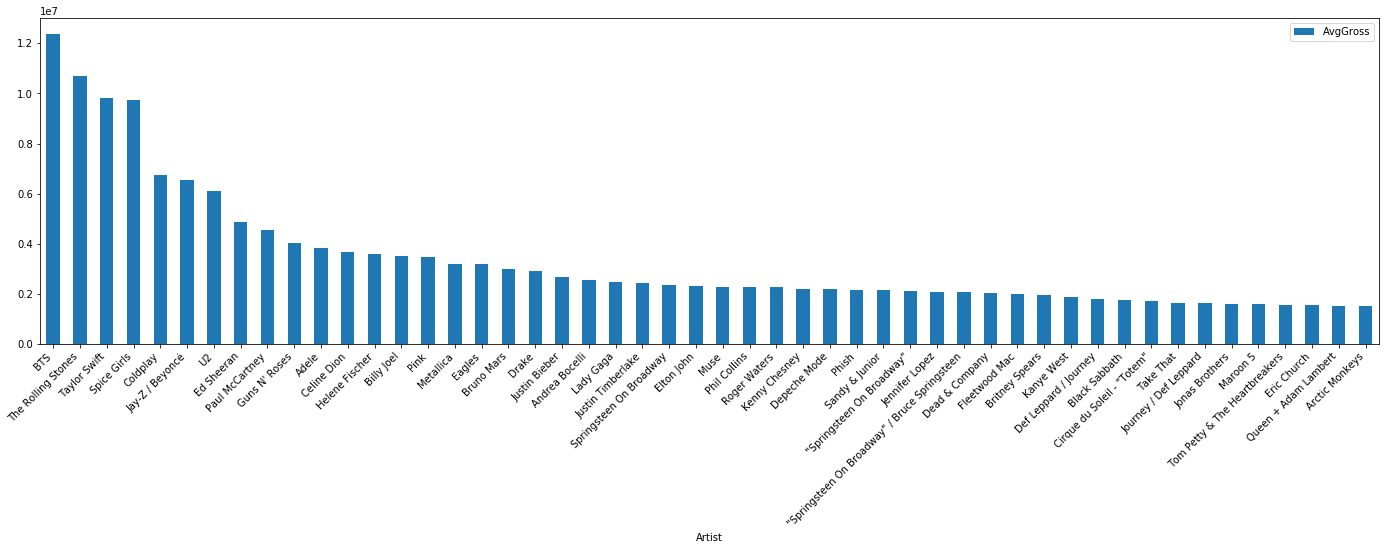 1e7
AvgGross
1.2
1.0
0.8
0.6
0.4
0.2
0.0
BTS
The Rolling Stones
Taylor Swift
Spice Girls
Coldplay
Jay-Z / Beyoncé
U2
Ed Sheeran
Paul McCartney
Guns N' Roses
Adele
Celine Dion
Helene Fischer
Billy Joel
Pink
Metallica
Eagles
Bruno Mars
Drake
Justin Bieber
Andrea Bocelli
Lady Gaga
Justin Timberlake
Springsteen On Broadway
Elton John
Muse
Phil Collins
Roger Waters
Kenny Chesney
Depeche Mode
Phish
Sandy & Junior
"Springsteen On Broadway"
Jennifer Lopez
"Springsteen On Broadway" / Bruce Springsteen
Dead & Company
Fleetwood Mac
Britney Spears
Kanye West
Def Leppard / Journey
Black Sabbath
Cirque du Soleil - "Totem"
Take That
Journey / Def Leppard
Jonas Brothers
Maroon 5
Tom Petty & The Heartbreakers
Eric Church
Queen + Adam Lambert
Arctic Monkeys
Artist